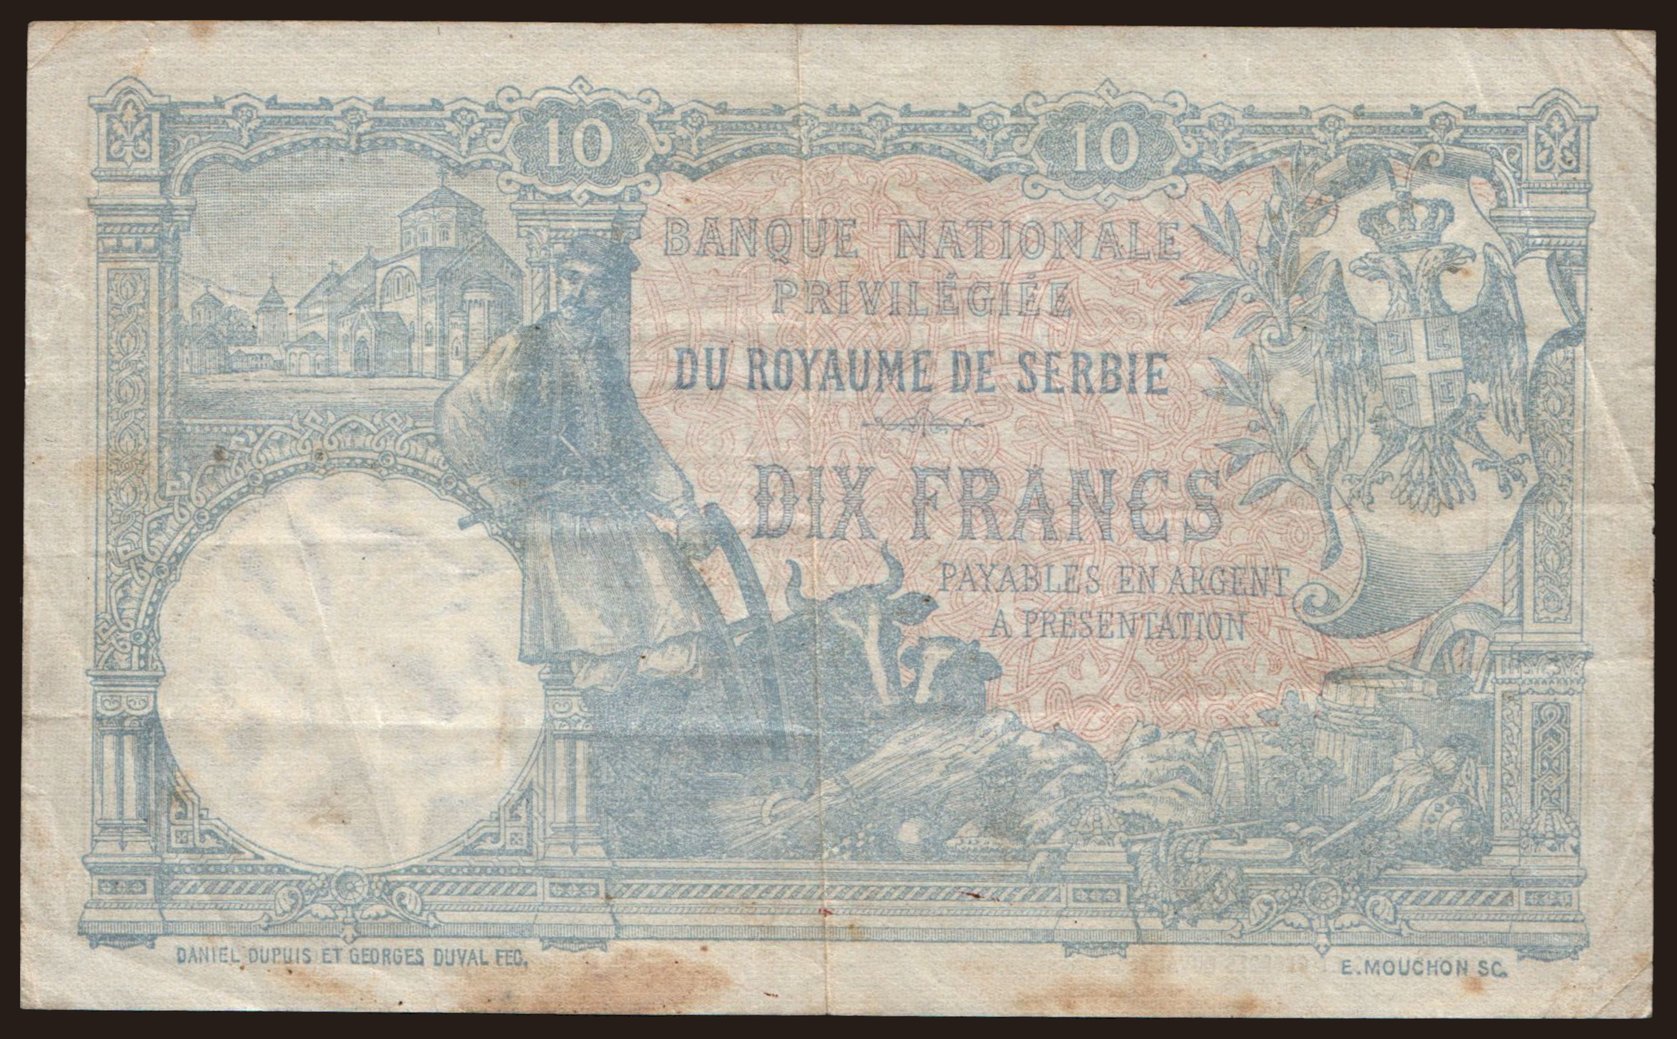 10 10
BANQUE NATIONALE
PRIVILÉGIÉE
DU ROYAUME DE SERBIE
DIX FRANCS
PAYABLES EN ARGENT
A PRÉSENTATION
DANIEL DUPUIS ET GEORGES DUVAL FEC.
E. MOUCHON SC.